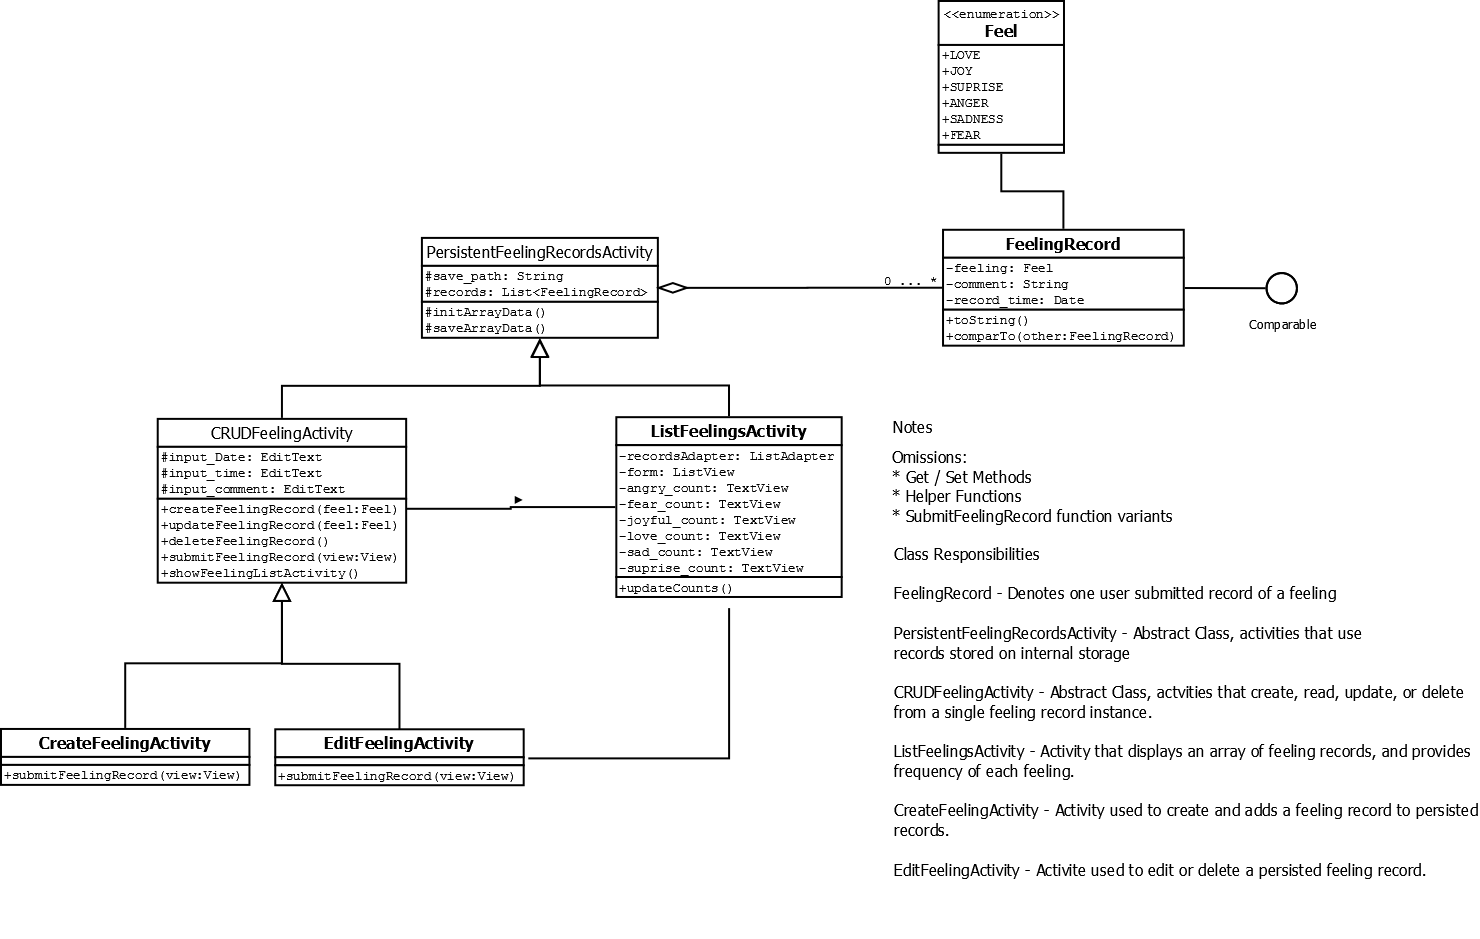 <<enumeration>>
Feel
+LOVE
+JOY
+SUPRISE
+ANGER
+SADNESS
+FEAR
PersistentFeelingRecordsActivity
#save_path: String
#records: List<FeelingRecord>
#initArrayData()
#saveArrayData()
0 ... *
FeelingRecord
-feeling: Feel
-comment: String
-record_time: Date
+toString()
+comparTo(other:FeelingRecord)
Comparable
CRUDFeelingActivity
#input_Date: EditText
#input_time: EditText
#input_comment: EditText
+createFeelingRecord(feel:Feel)
+updateFeelingRecord(feel:Feel)
+deleteFeelingRecord()
+submitFeelingRecord(view:View)
+showFeelingListActivity()
ListFeelingsActivity
-recordsAdapter: ListAdapter
-form: ListView
-angry_count: TextView
-fear_count: TextView
-joyful_count: TextView
-love_count: TextView
-sad_count: TextView
-suprise_count: TextView
+updateCounts()
CreateFeelingActivity
+submitFeelingRecord(view:View)
EditFeelingActivity
+submitFeelingRecord(view:View)
Notes
Omissions:
* Get / Set Methods
* Helper Functions
* SubmitFeelingRecord function variants
Class Responsibilities
FeelingRecord - Denotes one user submitted record of a feeling
PersistentFeelingRecordsActivity - Abstract Class, activities that use
records stored on internal storage
CRUDFeelingActivity - Abstract Class, actvities that create, read, update, or delete
from a single feeling record instance.
ListFeelingsActivity - Activity that displays an array of feeling records, and provides
frequency of each feeling.
CreateFeelingActivity - Activity used to create and adds a feeling record to persisted
records.
EditFeelingActivity - Activite used to edit or delete a persisted feeling record.